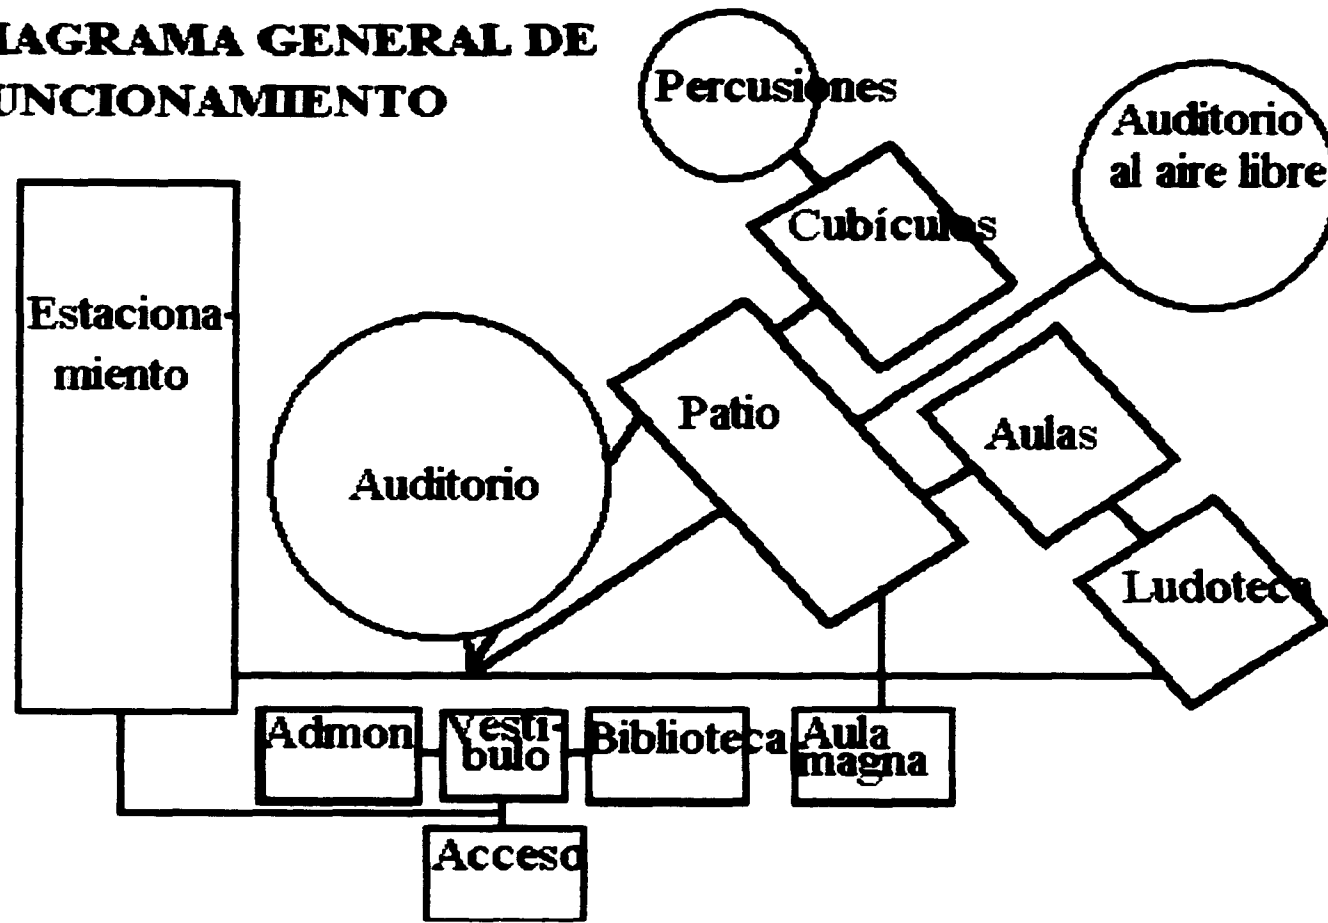 IAGRAMA GENERAL DE
UNCIONAMIENTO
Percusiones
Auditorio
al aire libre
Cubículos
Estaciona-
miento
Patio
Aulas
Auditorio
Ludoteca
Admon
Vesti-
bulo
Biblioteca
Aula
magna
Acceso